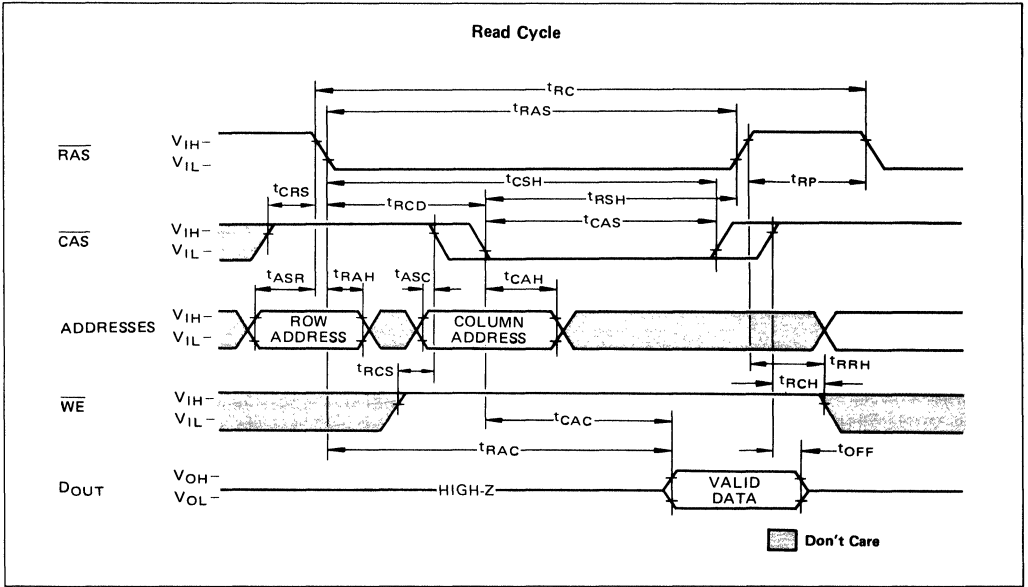 Read Cycle
tRC
tRAS
RAS
VIH–
VIL–
tCSH
tRP
tCRS
tRCD
tRSH
tCAS
CAS
VIH–
VIL–
tASR
tRAH
tASC
tCAH
ADDRESSES
VIH–
VIL–
ROW
ADDRESS
COLUMN
ADDRESS
tRCS
tRRH
tRCH
WE
VIH–
VIL–
tCAC
tRAC
tOFF
DOUT
VOH–
VOL–
HIGH-Z
VALID
DATA
Don't Care